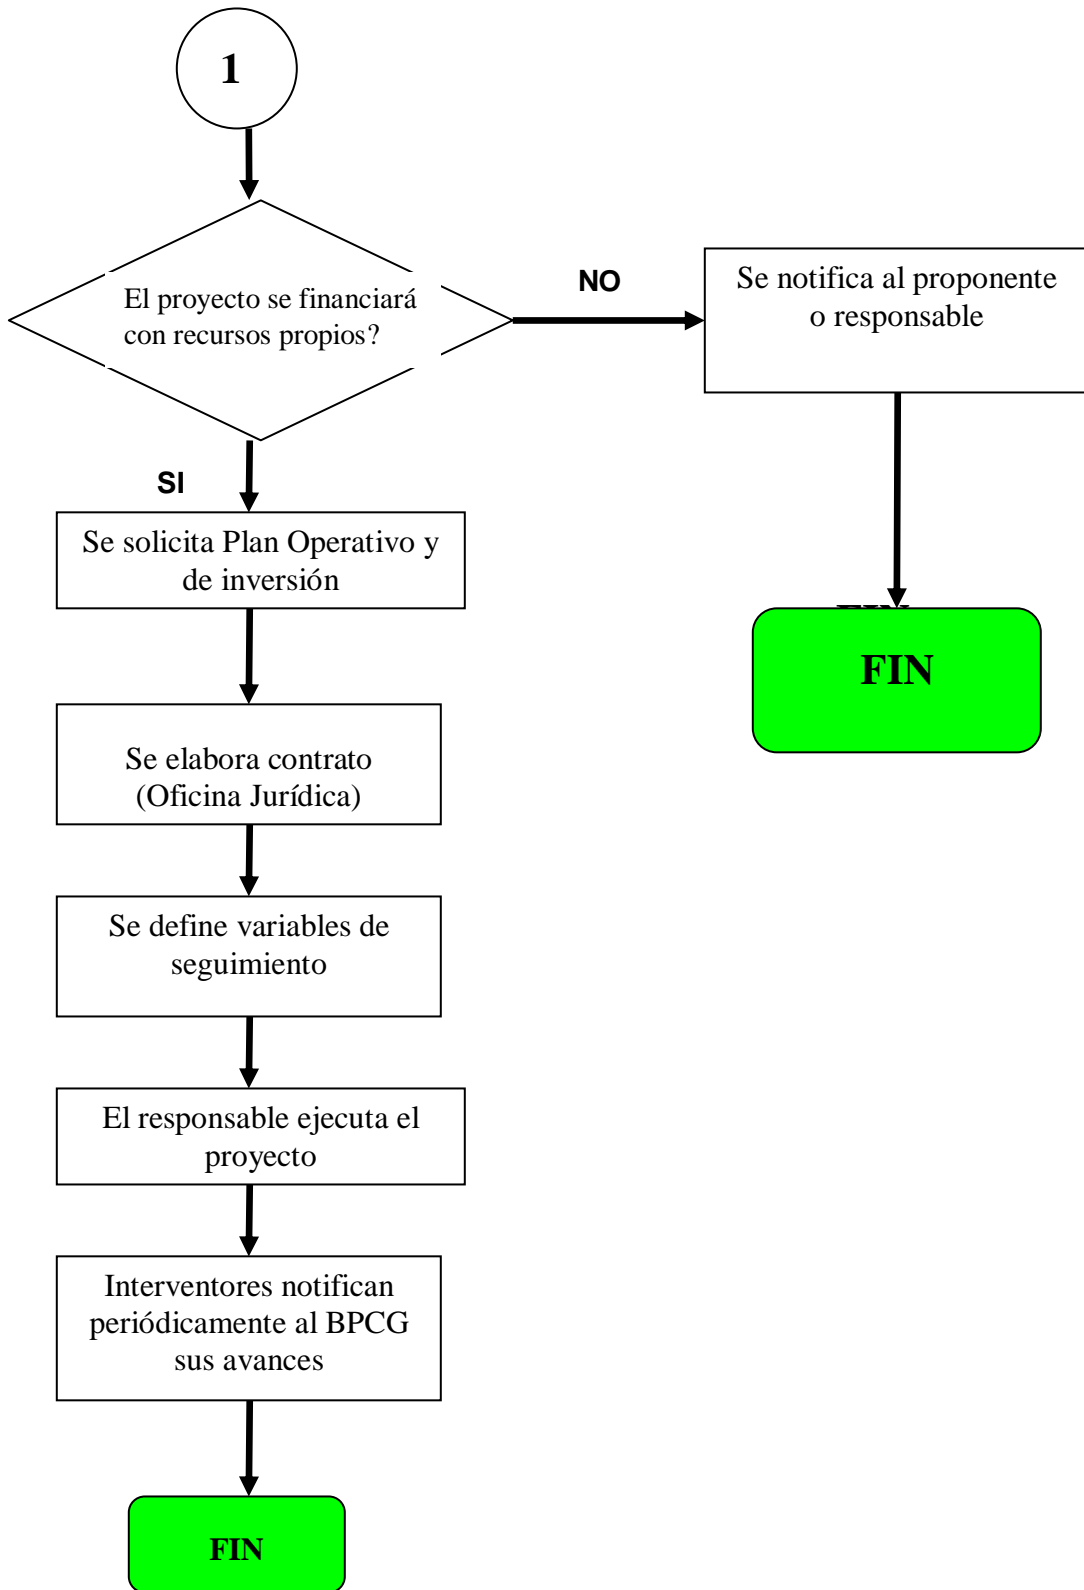 1
El proyecto se financiará
con recursos propios?
NO
Se notifica al proponente
o responsable
FIN
FIN
SI
Se solicita Plan Operativo y
de inversión
Se elabora contrato
(Oficina Jurídica)
Se define variables de
seguimiento
El responsable ejecuta el
proyecto
Interventores notifican
periódicamente al BPCG
sus avances
FIN